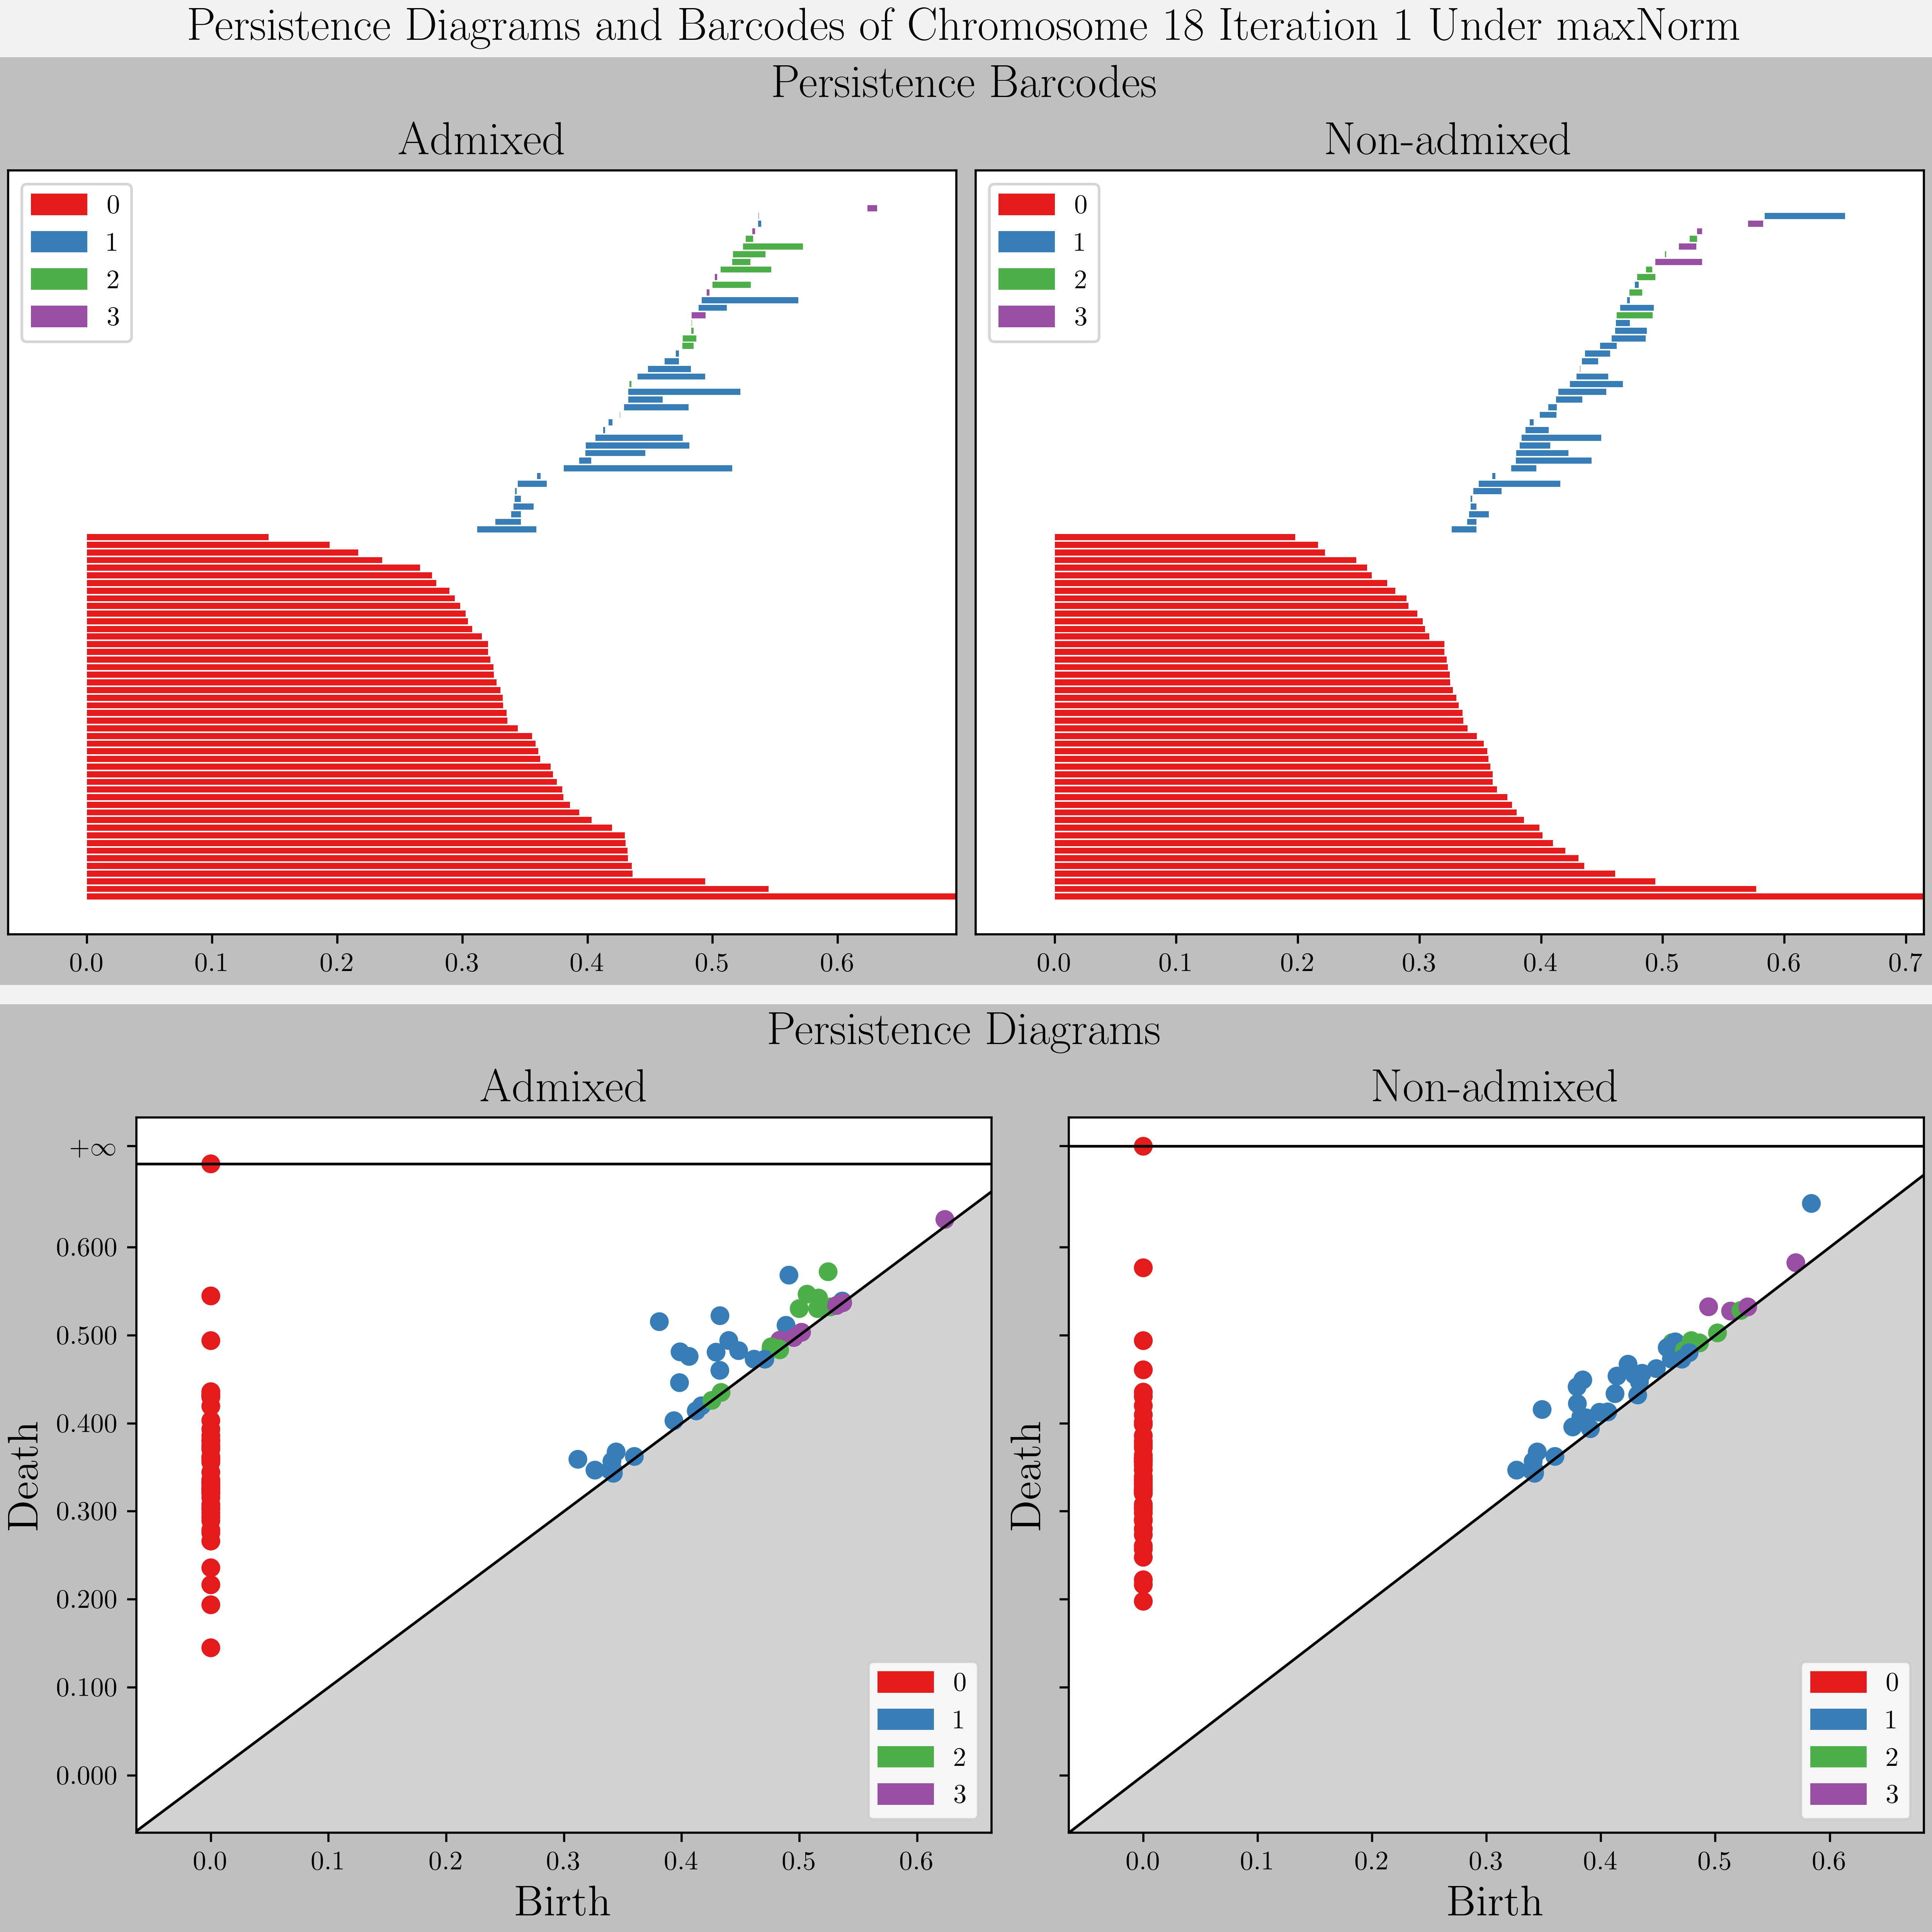 Persistence Diagrams and Barcodes of Chromosome 18 Iteration 1 Under maxNorm
Persistence Barcodes
Admixed
0
1
2
3
0.0 0.1 0.2 0.3 0.4 0.5 0.6
Non-admixed
0
1
2
3
0.0 0.1 0.2 0.3 0.4 0.5 0.6 0.7
Persistence Diagrams
Admixed
+∞
0.600
0.500
0.400
0.300
0.200
0.100
0.000
Death
0
1
2
3
0.0 0.1 0.2 0.3 0.4 0.5 0.6
Birth
Non-admixed
Death
0
1
2
3
0.0 0.1 0.2 0.3 0.4 0.5 0.6
Birth